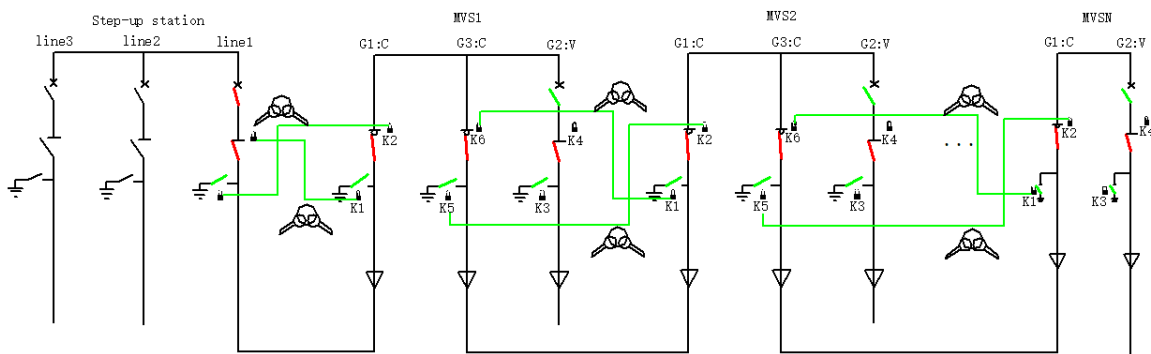 Step-up station
MVS1
MVS2
MVSN
line3
line2
line1
G1:C
G3:C
G2:V
G1:C
G3:C
G2:V
G1:C
G2:V
K2
K6
K4
K2
K6
K4
...
K2
K4
K1
K5
K3
K1
K5
K3
K1
K3